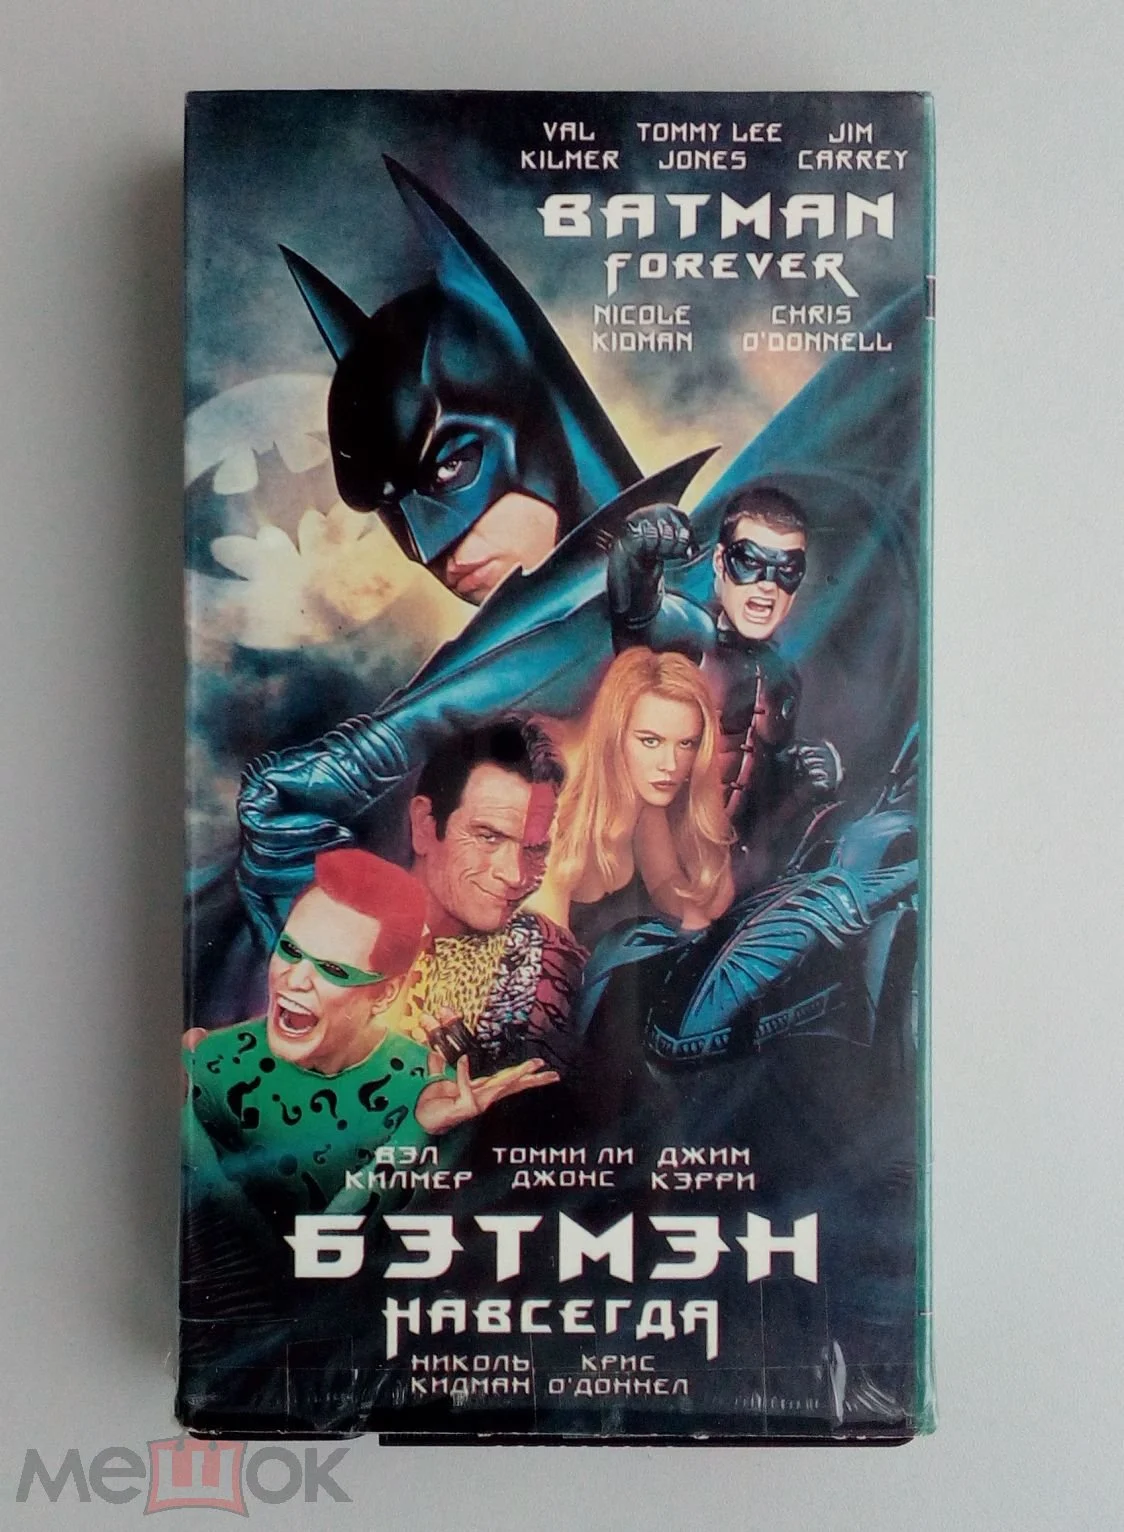 VAL TOMMY LEE JIM
KILMER JONES CARREY
BATMAN
FOREVER
NICOLE CHRIS
KIDMAN O'DONNELL
ВЭЛ ТОММИ ЛИ ДЖИМ
КИЛМЕР ДЖОНС КЭРРИ
БЭТМЭН
НАВСЕГДА
НИКОЛЬ КРИС
КИДМАН О'ДОННЕЛ
мешок